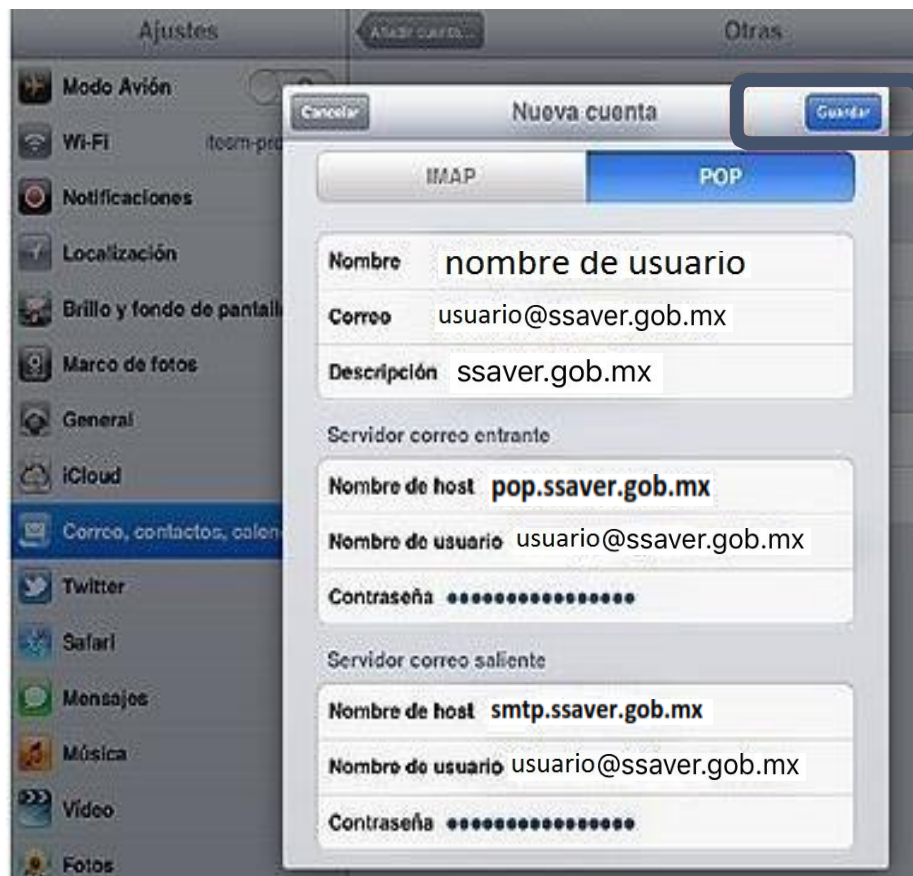 Ajustes
Añadir cuenta...
Otras
Modo Avión
Wi-Fi
Notificaciones
Localización
Brillo y fondo de pantall
Marco de fotos
General
iCloud
Correo, contactos, calen
Twitter
Safari
Mensajes
Música
Vídeo
Fotos
Cancelar
Nueva cuenta
Guardar
IMAP
POP
Nombre nombre de usuario
Correo usuario@ssaver.gob.mx
Descripción ssaver.gob.mx
Servidor correo entrante
Nombre de host pop.ssaver.gob.mx
Nombre de usuario usuario@ssaver.gob.mx
Contraseña ●●●●●●●●●●●●●●●●
Servidor correo saliente
Nombre de host smtp.ssaver.gob.mx
Nombre de usuario usuario@ssaver.gob.mx
Contraseña ●●●●●●●●●●●●●●●●